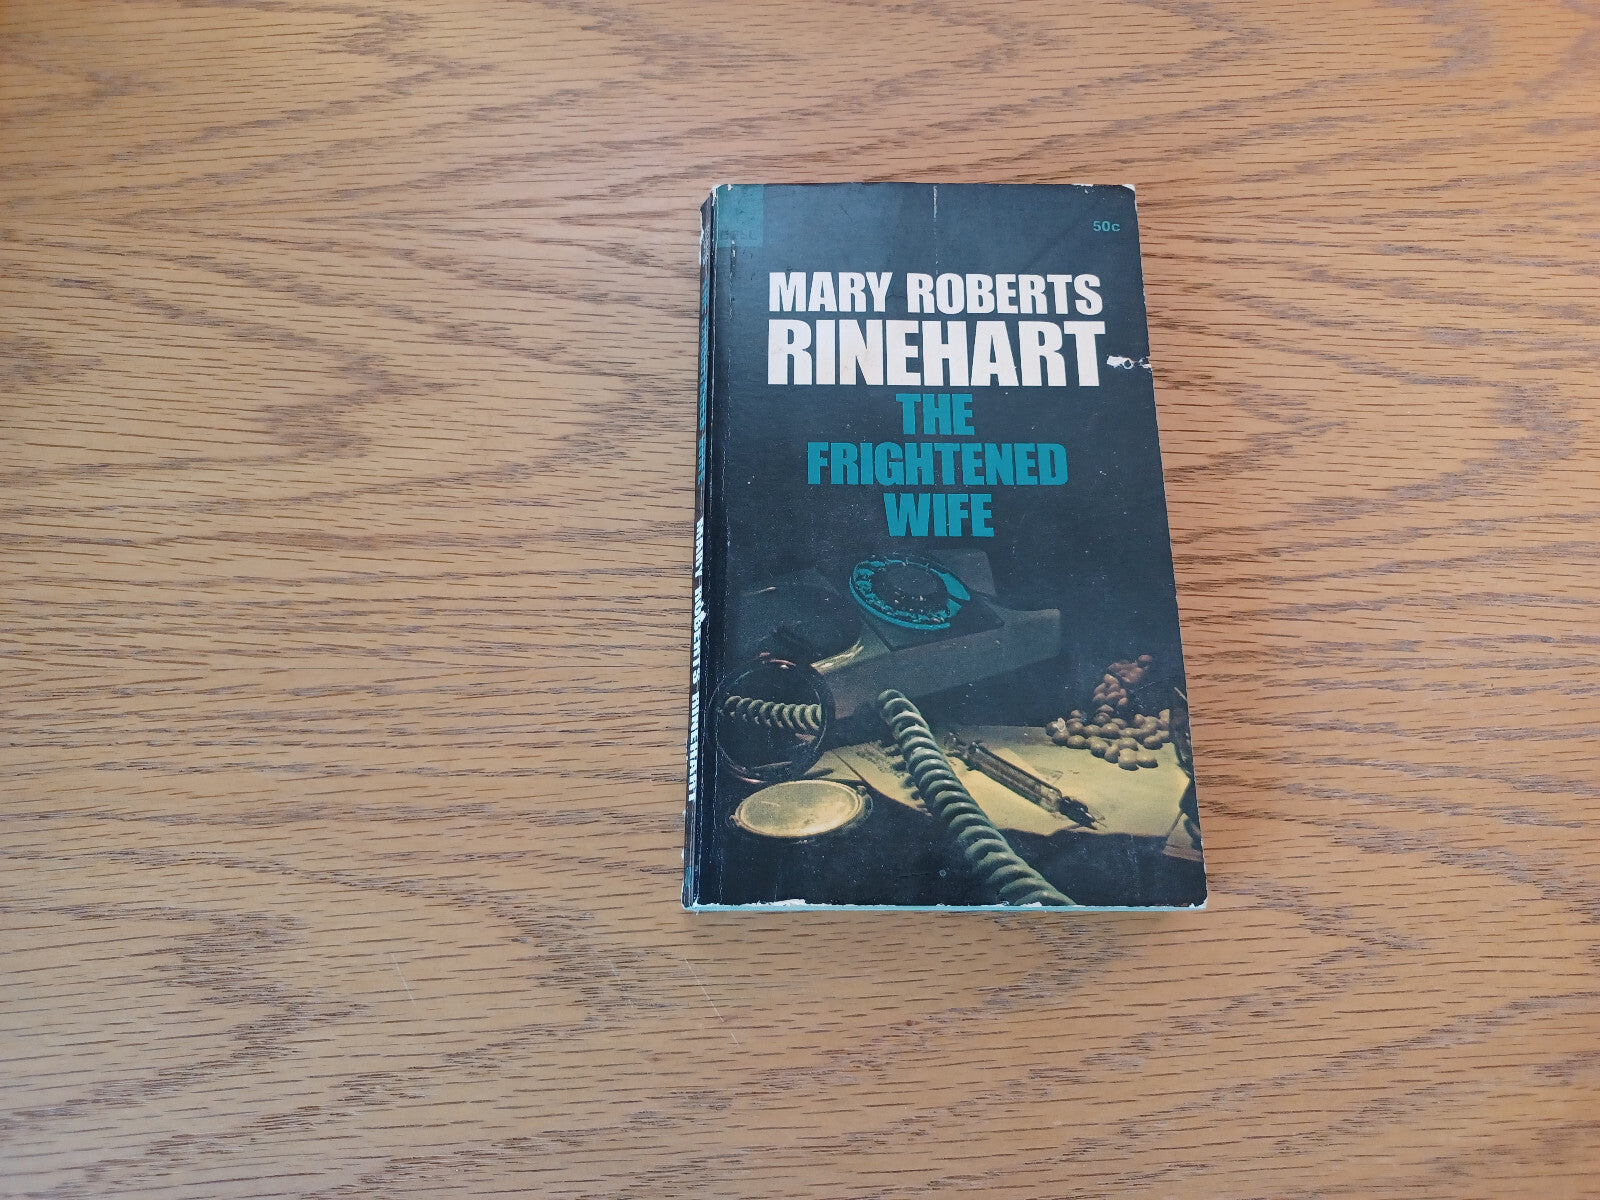 50c
MARY ROBERTS
RINEHART
THE
FRIGHTENED
WIFE
MARY ROBERTS RINEHART